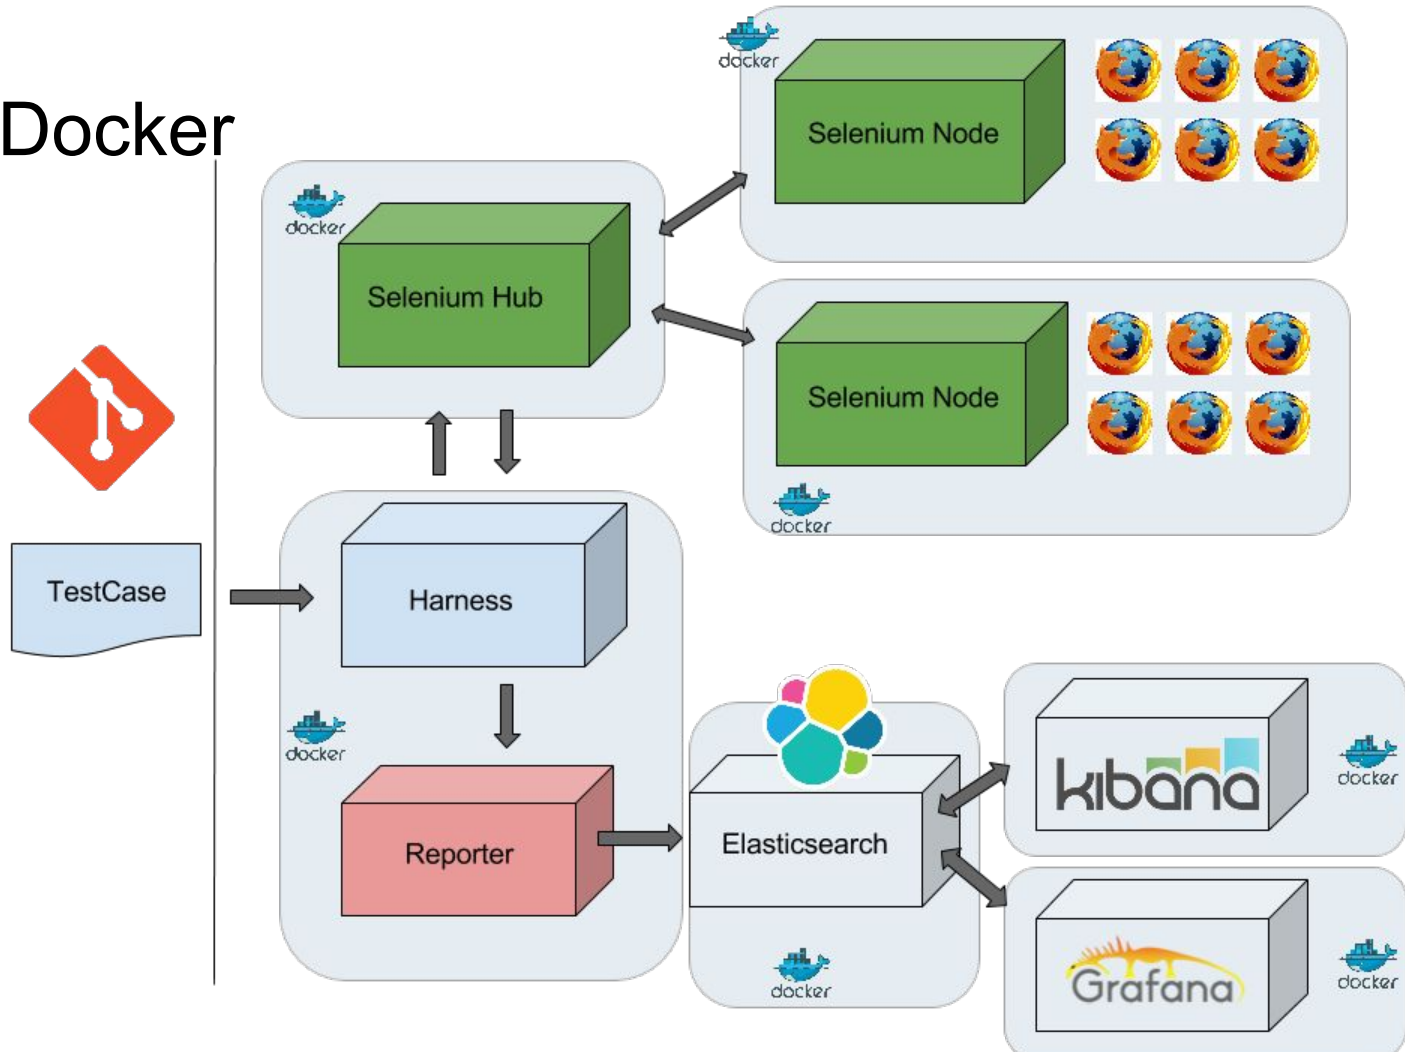 Docker
docker
Selenium Node
docker
Selenium Hub
Selenium Node
docker
TestCase
Harness
docker
Reporter
Elasticsearch
docker
kibana
docker
Grafana
docker